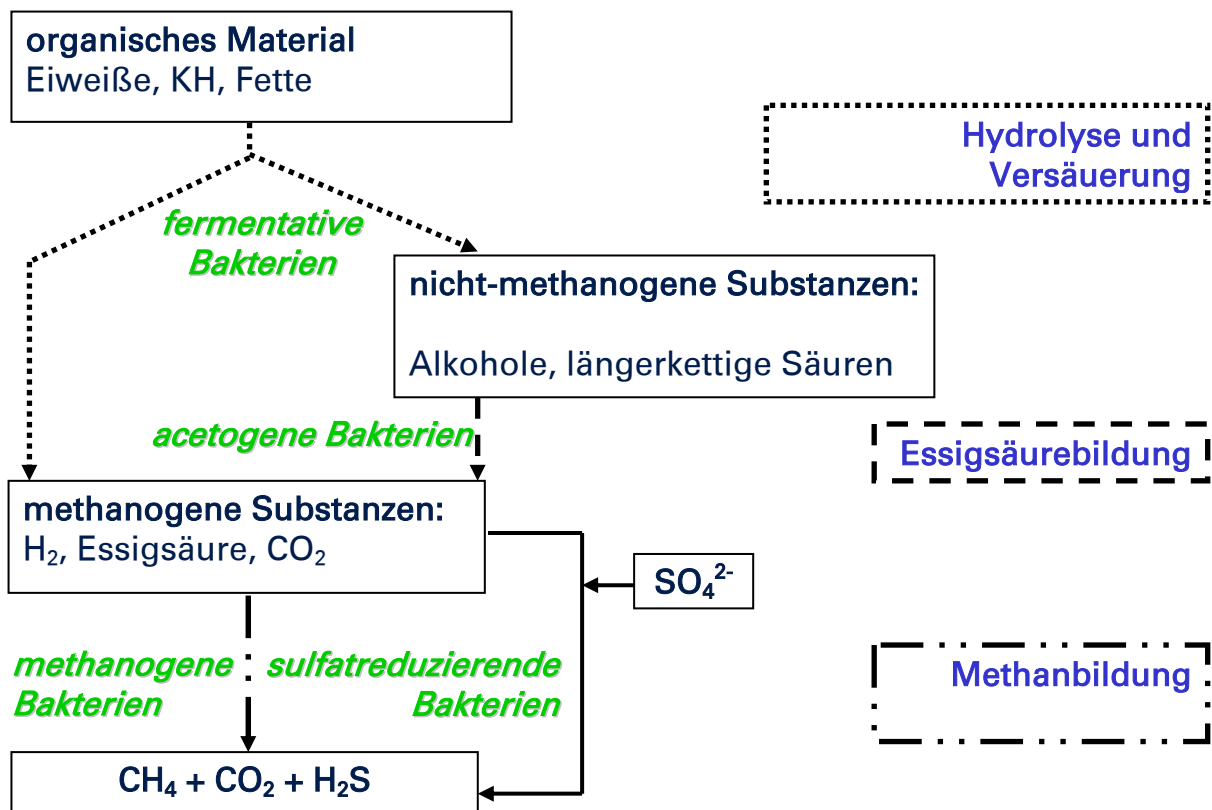 organisches Material
Eiweiße, KH, Fette
Hydrolyse und
Versäuerung
fermentative
Bakterien
nicht-methanogene Substanzen:
Alkohole, längerkettige Säuren
acetogene Bakterien
Essigsäurebildung
methanogene Substanzen:
H₂, Essigsäure, CO₂
SO₄²⁻
methanogene
Bakterien
sulfatreduzierende
Bakterien
Methanbildung
CH₄ + CO₂ + H₂S